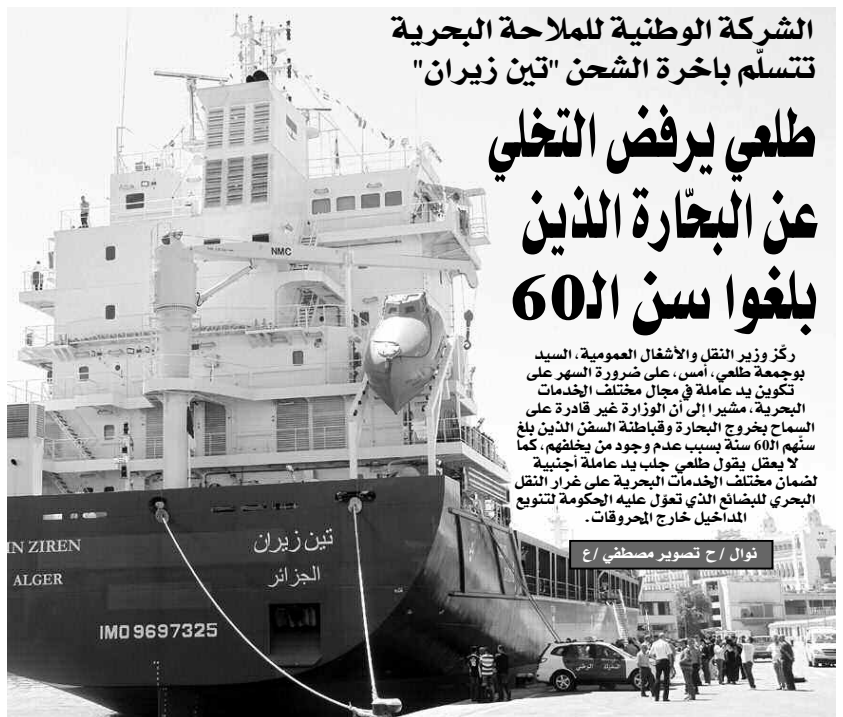 الشركة الوطنية للملاحة البحرية
تتسلّم باخرة الشحن "تين زيران"
طلعي يرفض التخلي
عن البحّارة الذين
بلغوا سن الـ60
ركّز وزير النقل والأشغال العمومية، السيد
بوجمعة طلعي، أمس، على ضرورة السهر على
تكوين يد عاملة في مجال مختلف الخدمات
البحرية، مشيرا إلى أن الوزارة غير قادرة على
السماح بخروج البحارة وقباطنة السفن الذين بلغ
سنّهم الـ60 سنة بسبب عدم وجود من يخلفهم، كما
لا يعقل يقول طلعي جلب يد عاملة أجنبية
لضمان مختلف الخدمات البحرية على غرار النقل
البحري للبضائع الذي تعوّل عليه الحكومة لتنويع
المداخيل خارج المحروقات.
نوال / ح تصوير مصطفي / ع
NMC
IN ZIREN
ALGER
تين زيران
الجزائر
IMO 9697325
الدرك الوطني